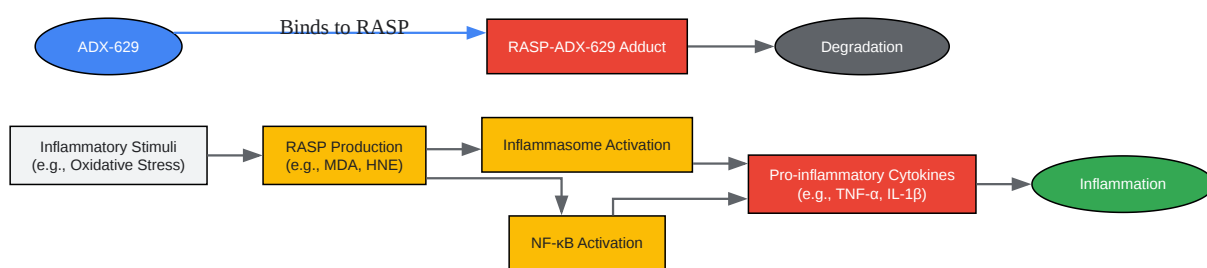 ADX-629
Binds to RASP
RASP-ADX-629 Adduct
Degradation
Inflammatory Stimuli
(e.g., Oxidative Stress)
RASP Production
(e.g., MDA, HNE)
Inflammasome Activation
NF-κB Activation
Pro-inflammatory Cytokines
(e.g., TNF-α, IL-1β)
Inflammation